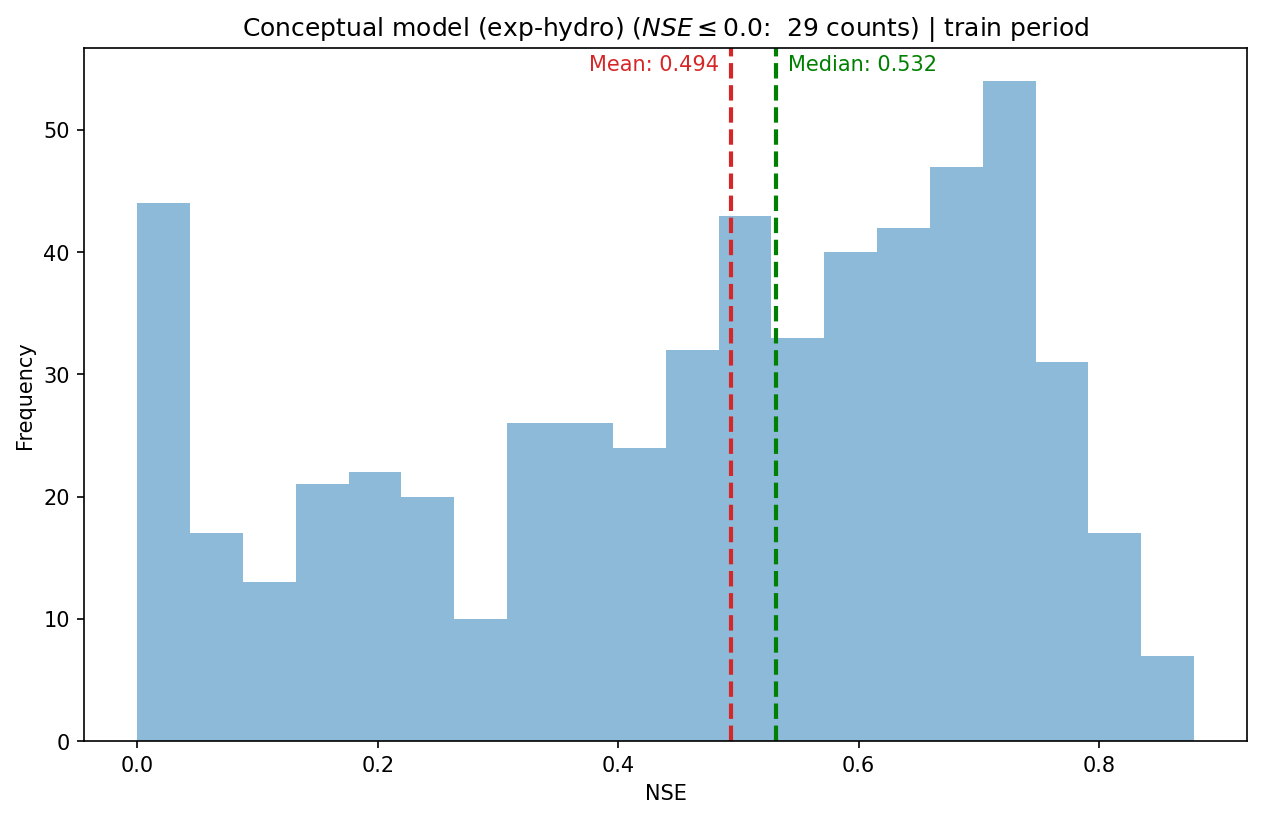 Conceptual model (exp-hydro) (NSE ≤ 0.0:  29 counts) | train period
Mean: 0.494
Median: 0.532
Frequency
50
40
30
20
10
0
0.0
0.2
0.4
0.6
0.8
NSE